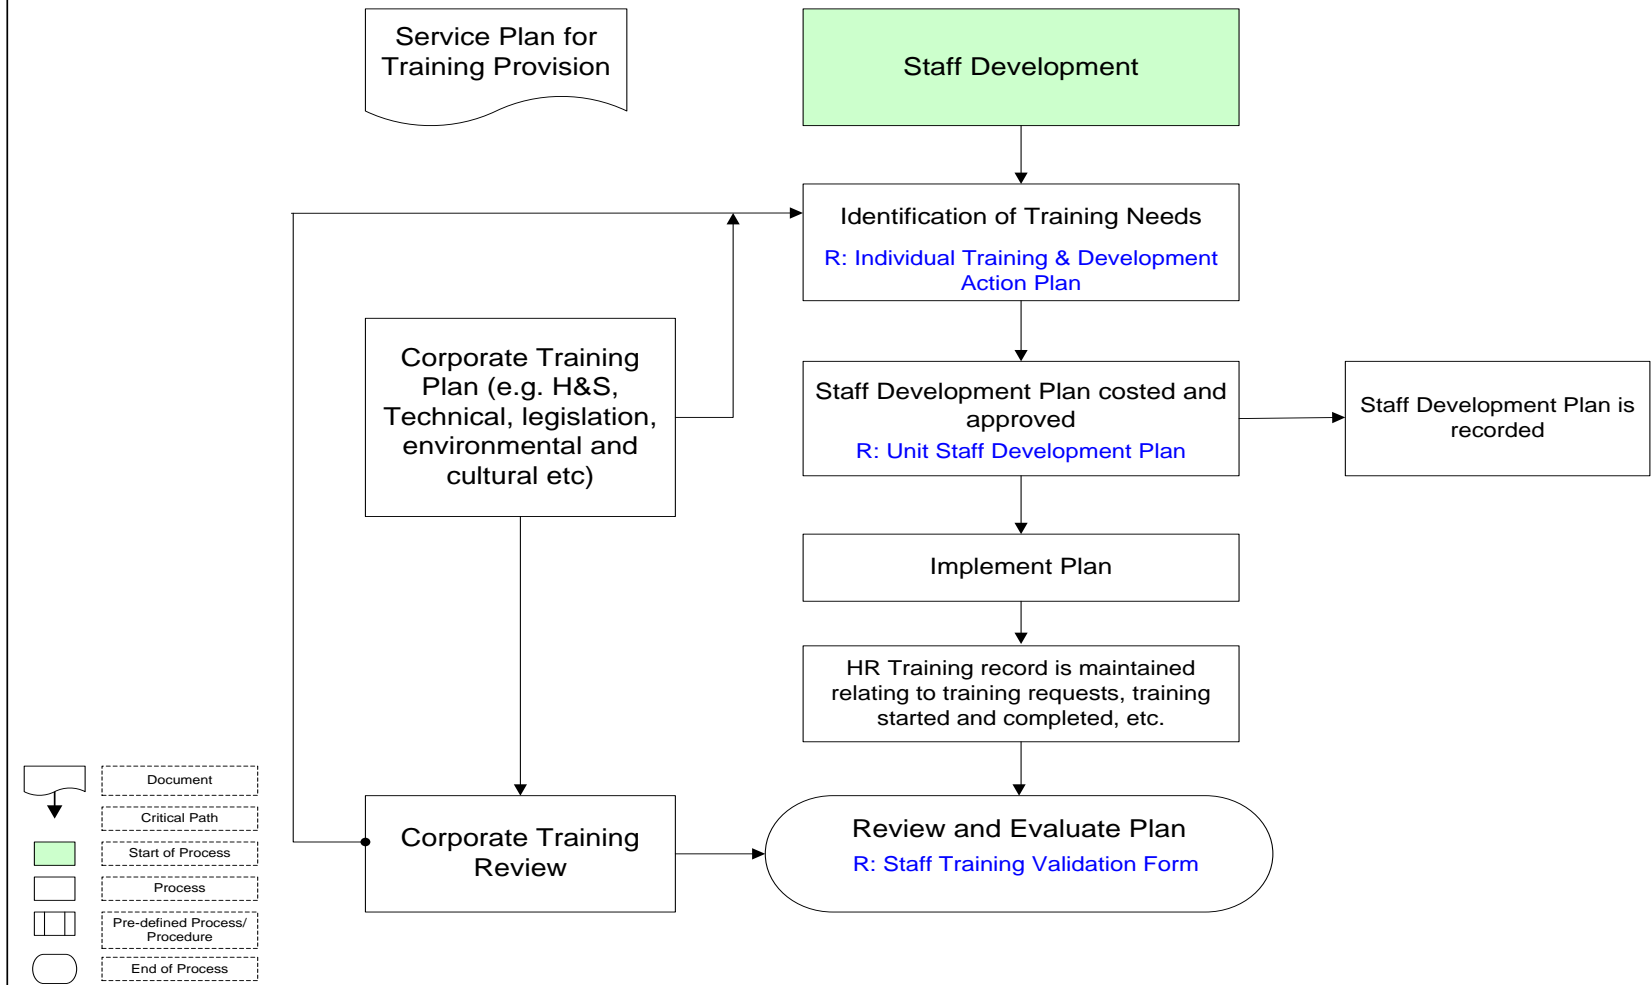 Service Plan for
Training Provision
Staff Development
Identification of Training Needs
R: Individual Training & Development
Action Plan
Corporate Training
Plan (e.g. H&S,
Technical, legislation,
environmental and
cultural etc)
Staff Development Plan costed and
approved
R: Unit Staff Development Plan
Staff Development Plan is
recorded
Implement Plan
HR Training record is maintained
relating to training requests, training
started and completed, etc.
Corporate Training
Review
Review and Evaluate Plan
R: Staff Training Validation Form
Document
Critical Path
Start of Process
Process
Pre-defined Process/
Procedure
End of Process